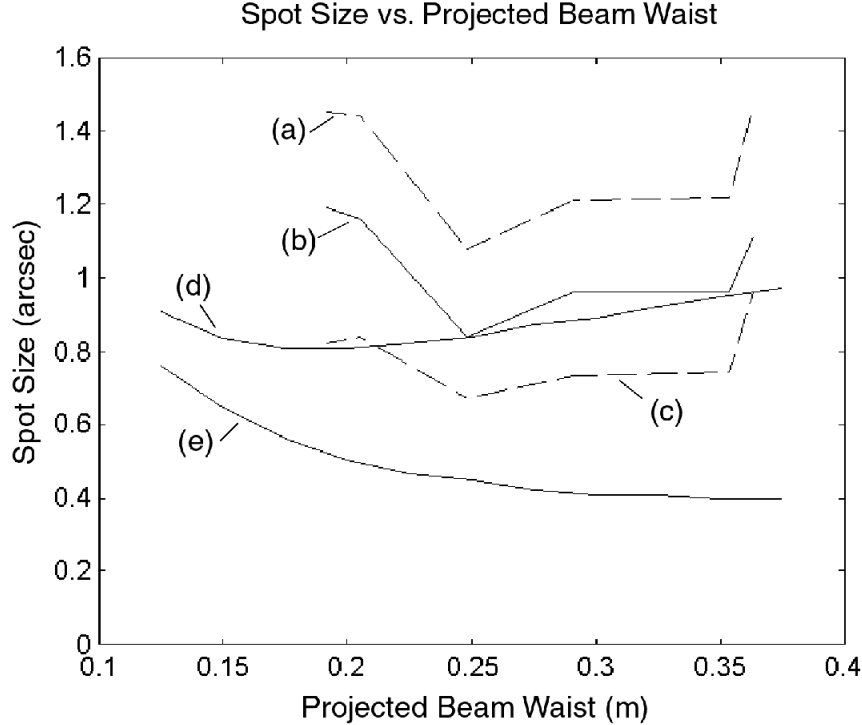 Spot Size vs. Projected Beam Waist
1.6
1.4
1.2
1
0.8
0.6
0.4
0.2
0
Spot Size (arcsec)
(a)
(b)
(d)
(c)
(e)
0.1 0.15 0.2 0.25 0.3 0.35 0.4
Projected Beam Waist (m)